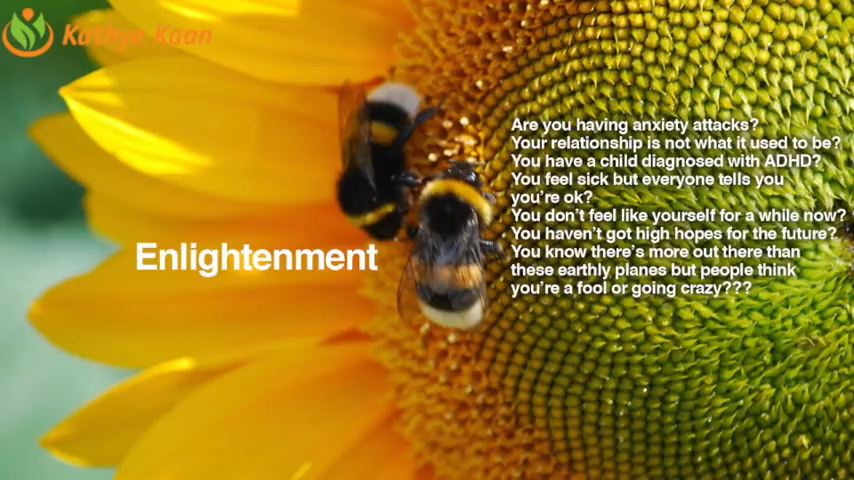 Kathye Kaan
Enlightenment
Are you having anxiety attacks?
Your relationship is not what it used to be?
You have a child diagnosed with ADHD?
You feel sick but everyone tells you
you're ok?
You don't feel like yourself for a while now?
You haven't got high hopes for the future?
You know there's more out there than
these earthly planes but people think
you're a fool or going crazy???